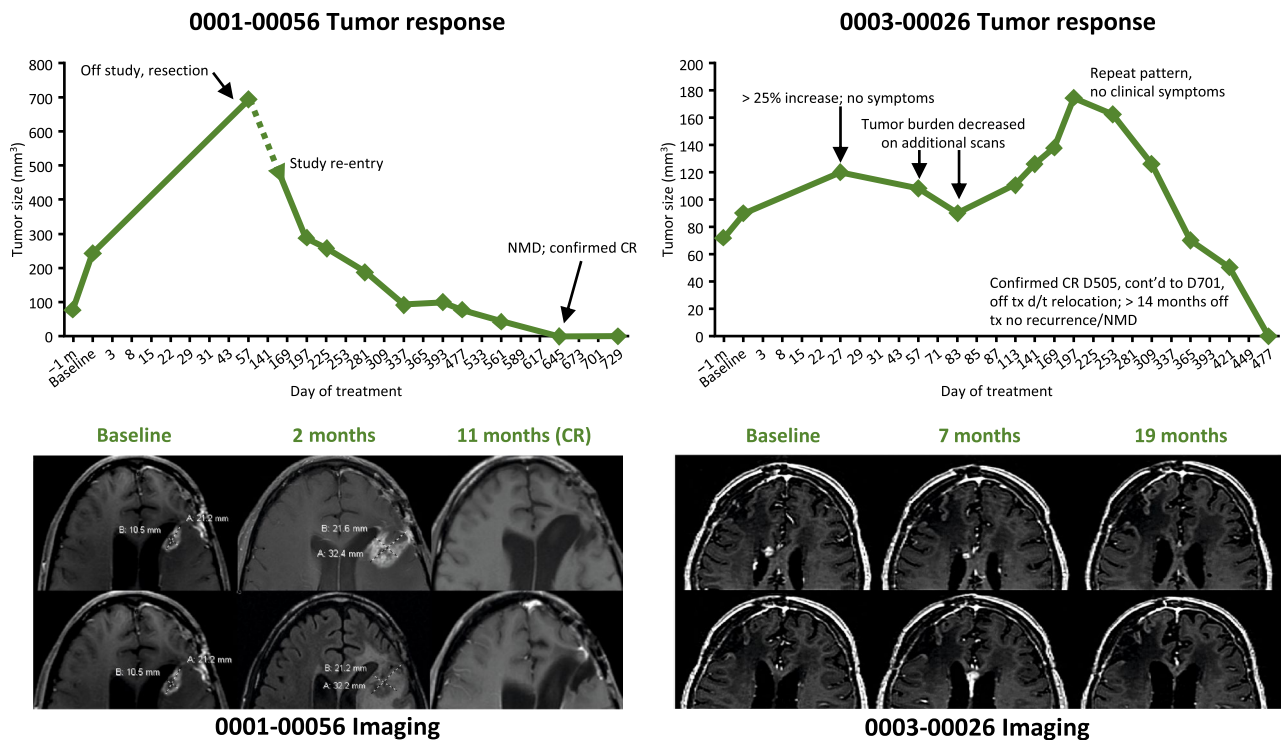 0001-00056 Tumor response
800
700
600
500
400
300
200
100
0
Tumor size (mm³)
Off study, resection
Study re-entry
NMD; confirmed CR
−1 m
Baseline
3
8
15
22
29
31
43
57
141
169
197
225
253
281
309
337
365
393
477
533
561
589
617
645
673
701
729
Day of treatment
0003-00026 Tumor response
200
180
160
140
120
100
80
60
40
20
0
Tumor size (mm³)
> 25% increase; no symptoms
Tumor burden decreased
on additional scans
Repeat pattern,
no clinical symptoms
Confirmed CR D505, cont’d to D701,
off tx d/t relocation; > 14 months off
tx no recurrence/NMD
−1 m
Baseline
3
8
15
22
27
29
31
43
57
71
83
85
87
113
141
169
197
225
253
281
309
337
365
393
421
449
477
Day of treatment
Baseline
2 months
11 months (CR)
A: 21.2 mm
B: 10.5 mm
B: 21.6 mm
A: 32.4 mm
A: 21.2 mm
B: 10.5 mm
B: 21.2 mm
A: 32.2 mm
0001-00056 Imaging
Baseline
7 months
19 months
0003-00026 Imaging